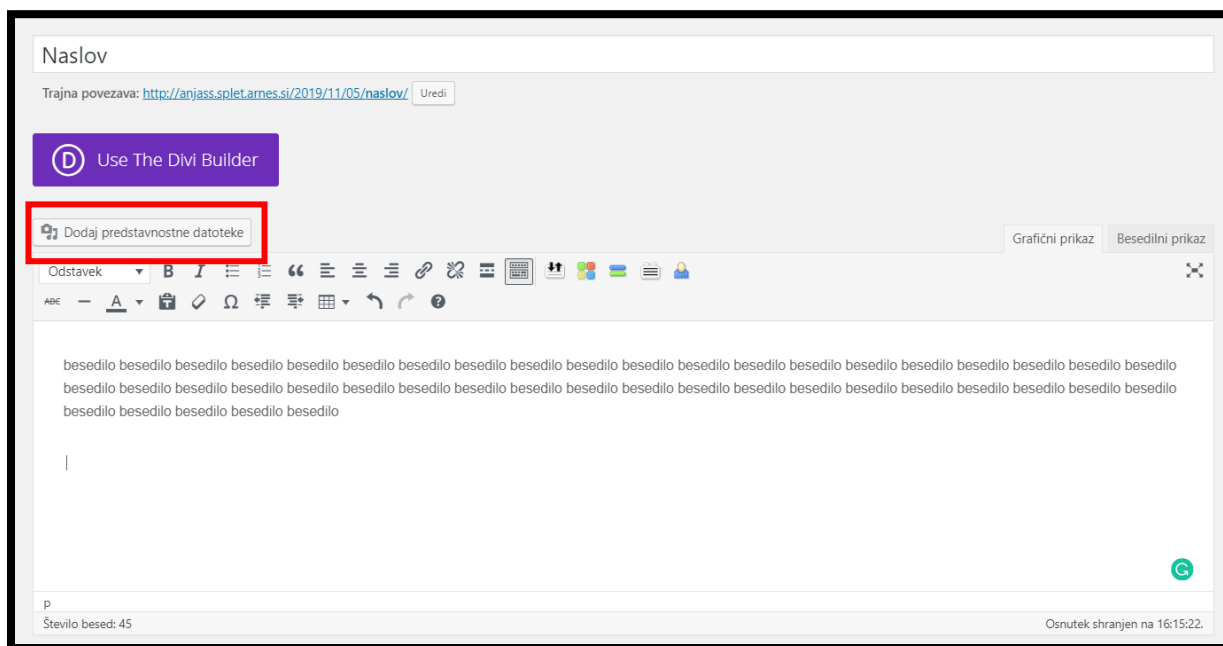 Naslov
Trajna povezava: http://anjass.splet.arnes.si/2019/11/05/naslov/ Uredi
D Use The Divi Builder
Dodaj predstavnostne datoteke
Grafični prikaz Besedilni prikaz
Odstavek B I
ABC A Ω
besedilo besedilo besedilo besedilo besedilo besedilo besedilo besedilo besedilo besedilo besedilo besedilo besedilo besedilo besedilo besedilo besedilo besedilo besedilo besedilo
besedilo besedilo besedilo besedilo besedilo besedilo besedilo besedilo besedilo besedilo besedilo besedilo besedilo besedilo besedilo besedilo besedilo besedilo besedilo besedilo
besedilo besedilo besedilo besedilo besedilo
p
Število besed: 45 Osnutek shranjen na 16:15:22.